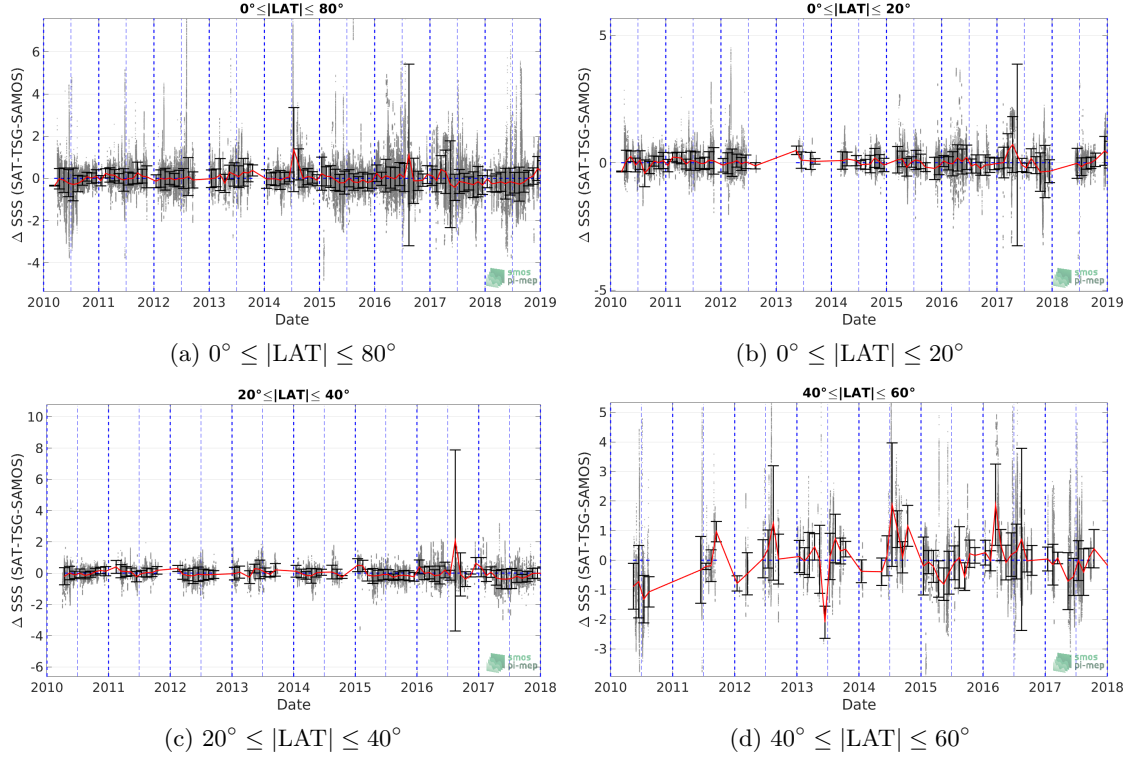 0°≤|LAT|≤ 80°
Δ SSS (SAT-TSG-SAMOS)
6
4
2
0
-2
-4
2010 2011 2012 2013 2014 2015 2016 2017 2018 2019
Date
smos
pi-mep
(a) 0° ≤ |LAT| ≤ 80°
0°≤|LAT|≤ 20°
Δ SSS (SAT-TSG-SAMOS)
5
0
-5
2010 2011 2012 2013 2014 2015 2016 2017 2018 2019
Date
smos
pi-mep
(b) 0° ≤ |LAT| ≤ 20°
20°≤|LAT|≤ 40°
Δ SSS (SAT-TSG-SAMOS)
10
8
6
4
2
0
-2
-4
-6
2010 2011 2012 2013 2014 2015 2016 2017 2018
Date
smos
pi-mep
(c) 20° ≤ |LAT| ≤ 40°
40°≤|LAT|≤ 60°
Δ SSS (SAT-TSG-SAMOS)
5
4
3
2
1
0
-1
-2
-3
2010 2011 2012 2013 2014 2015 2016 2017 2018
Date
smos
pi-mep
(d) 40° ≤ |LAT| ≤ 60°